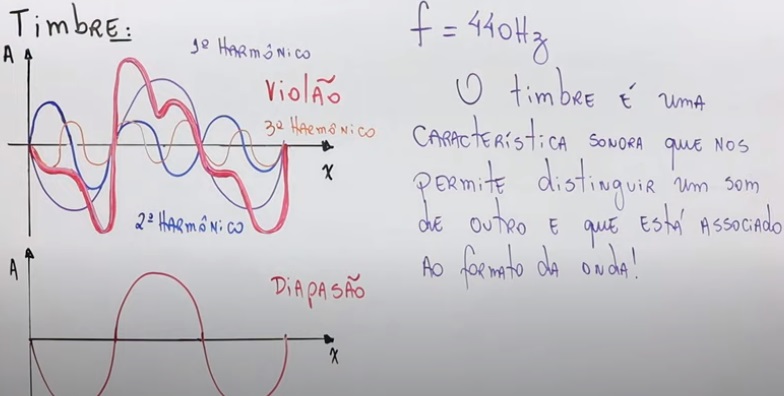 Timbre:
A
1º Harmônico
Violão
3º Harmônico
X
2º Harmônico
A
Diapasão
X
f = 440Hz
O timbre é uma
característica sonora que nos
permite distinguir um som
de outro e que está associado
ao formato da onda!